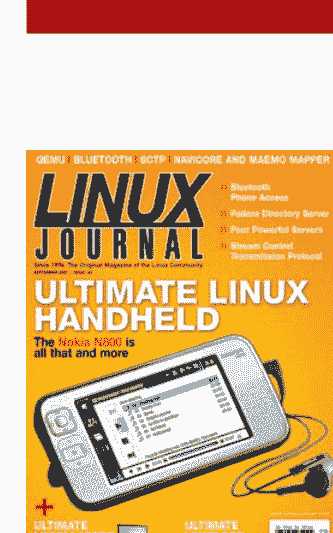 QEMU | BLUETOOTH | SCTP | NAVICORE AND MAEMO MAPPER
LINUX
JOURNAL
Since 1994: The Original Magazine of the Linux Community
Bluetooth
Phone Access
Fedora Directory Server
Four Powerful Servers
Stream Control
Transmission Protocol
ULTIMATE LINUX
HANDHELD
The Nokia N800 is
all that and more
+
ULTIMATE
ULTIMATE